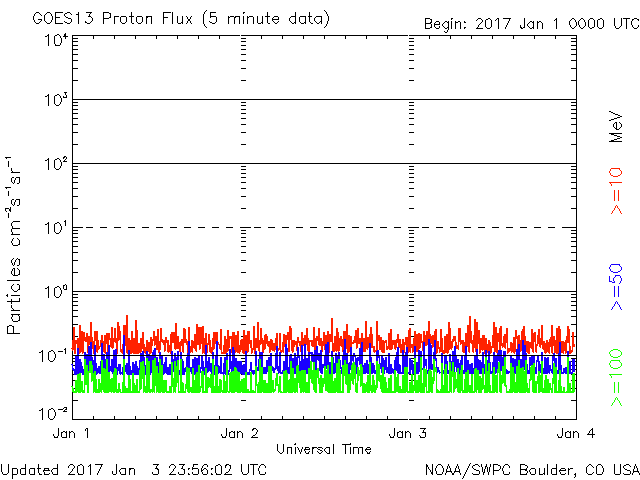 GOES13 Proton Flux (5 minute data)
Begin: 2017 Jan 1 0000 UTC
Particles cm⁻²s⁻¹sr⁻¹
10⁴
10³
10²
10¹
10⁰
10⁻¹
10⁻²
MeV
>=10
>=50
>=100
Jan 1 Jan 2 Jan 3 Jan 4
Universal Time
Updated 2017 Jan 3 23:56:02 UTC
NOAA/SWPC Boulder, CO USA